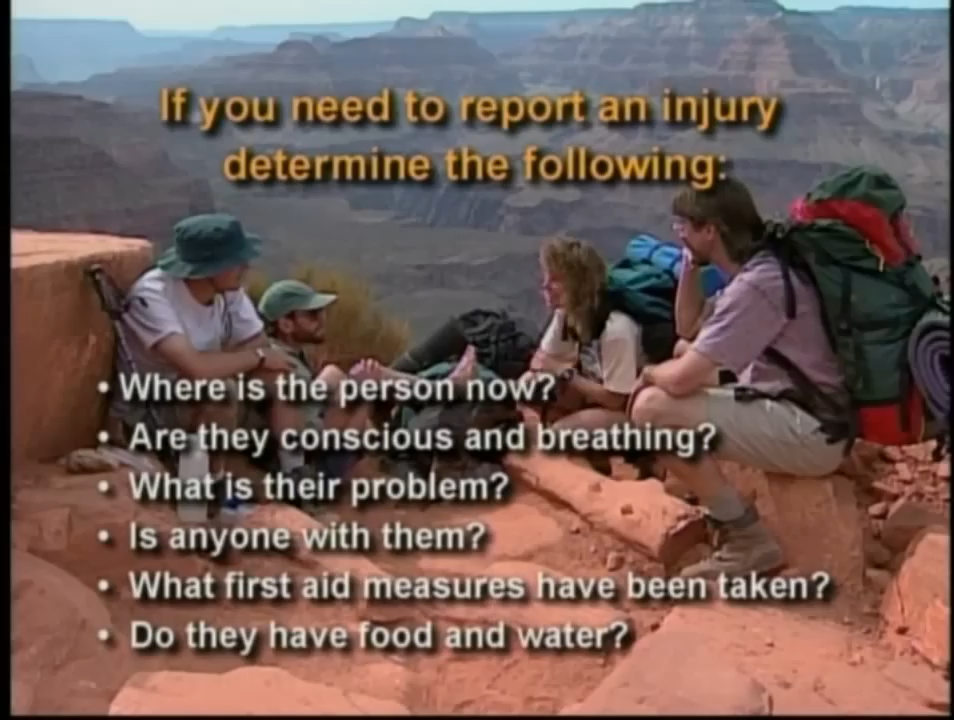 If you need to report an injury
determine the following:
• Where is the person now?
• Are they conscious and breathing?
• What is their problem?
• Is anyone with them?
• What first aid measures have been taken?
• Do they have food and water?